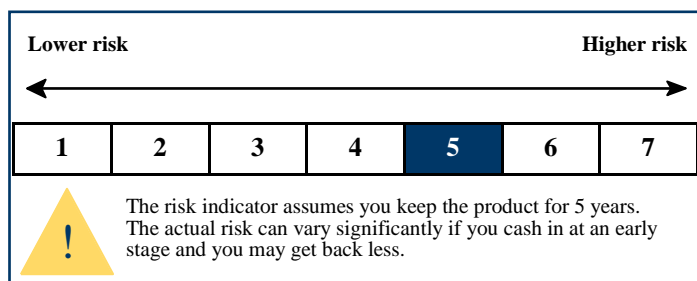 Lower risk Higher risk
1 2 3 4 5 6 7
!
The risk indicator assumes you keep the product for 5 years.
The actual risk can vary significantly if you cash in at an early
stage and you may get back less.